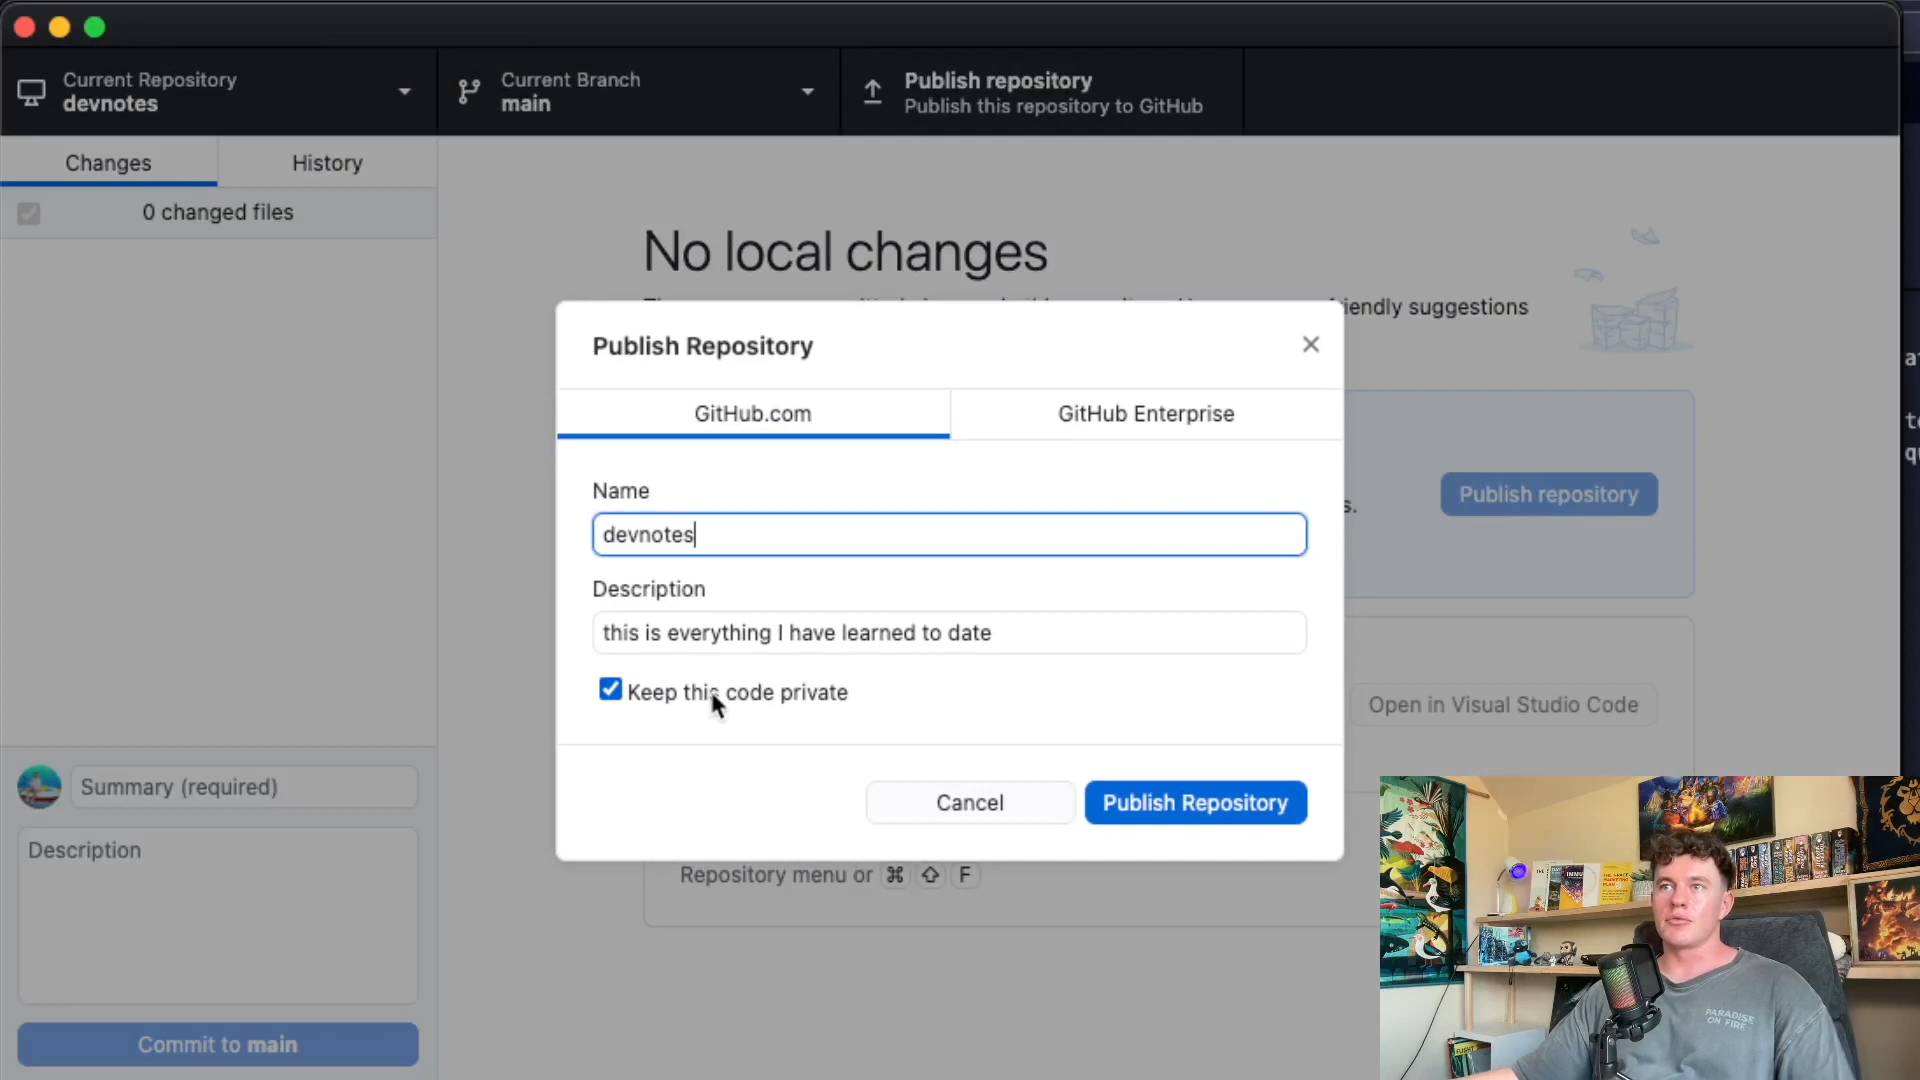 Current Repository
devnotes
Current Branch
main
Publish repository
Publish this repository to GitHub
Changes
History
0 changed files
No local changes
iendly suggestions
Publish Repository
GitHub.com
GitHub Enterprise
Name
devnotes
Publish repository
s.
Description
this is everything I have learned to date
Keep this code private
Open in Visual Studio Code
Cancel
Publish Repository
Summary (required)
Description
Repository menu or ⌘ ⇧ F
Commit to main
PARADISE
ON FIRE